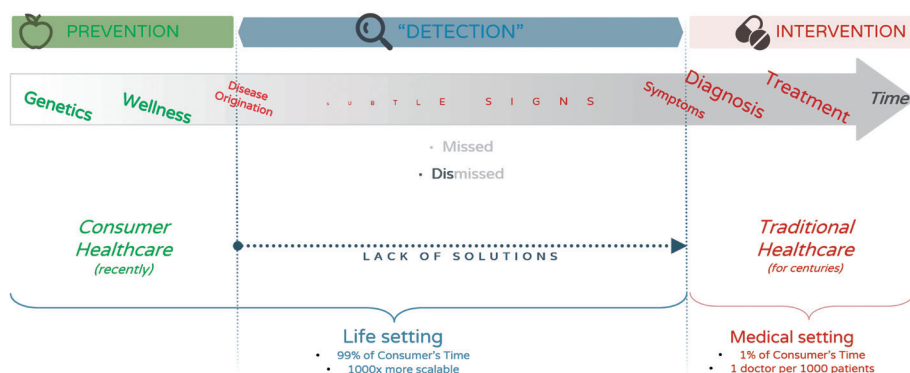 PREVENTION
“DETECTION”
INTERVENTION
Genetics
Wellness
Disease
Origination
SUBTLE SIGNS
Symptoms
Diagnosis
Treatment
Time
• Missed
• Dismissed
Consumer
Healthcare
(recently)
LACK OF SOLUTIONS
Traditional
Healthcare
(for centuries)
Life setting
• 99% of Consumer’s Time
• 1000x more scalable
Medical setting
• 1% of Consumer’s Time
• 1 doctor per 1000 patients